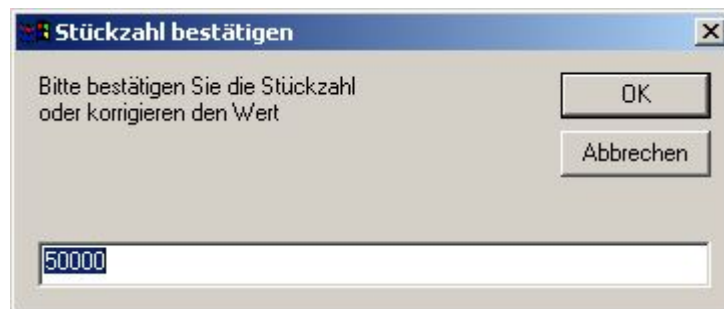 Stückzahl bestätigen
Bitte bestätigen Sie die Stückzahl
oder korrigieren den Wert
OK
Abbrechen
50000